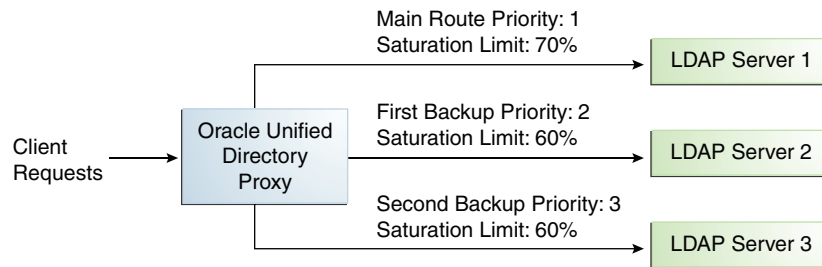 Main Route Priority: 1
Saturation Limit: 70%
LDAP Server 1
Client
Requests
Oracle Unified
Directory
Proxy
First Backup Priority: 2
Saturation Limit: 60%
LDAP Server 2
Second Backup Priority: 3
Saturation Limit: 60%
LDAP Server 3